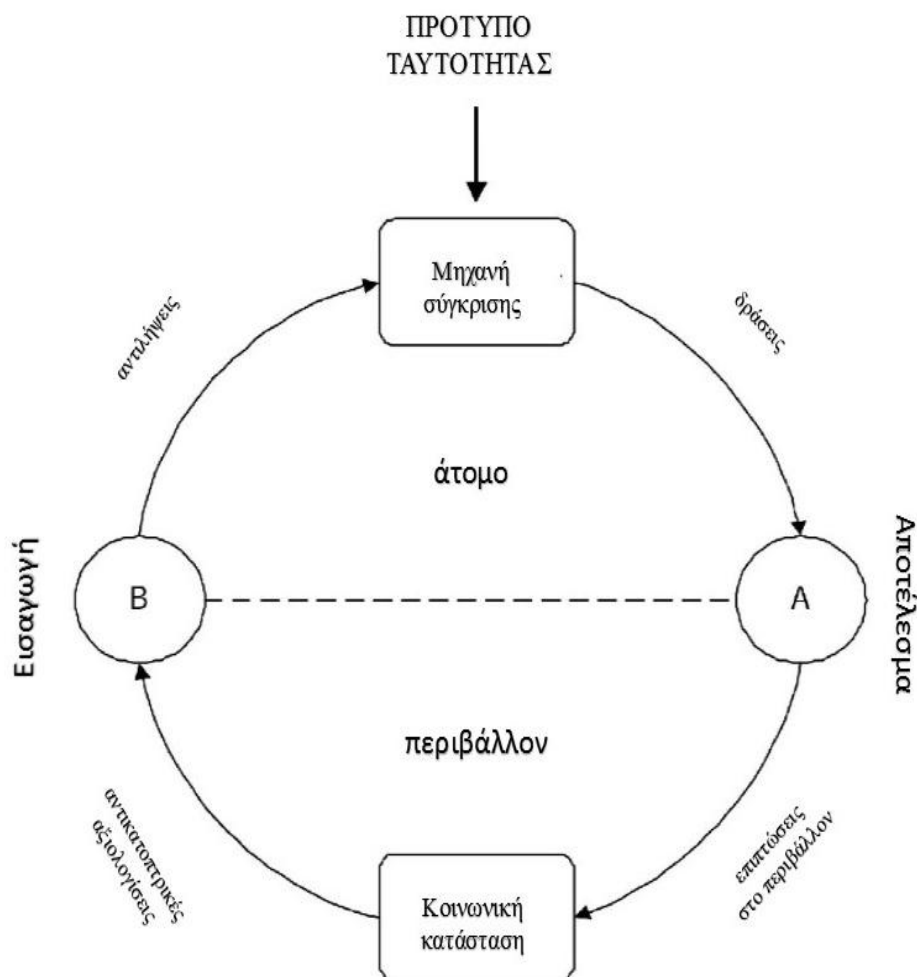 ΠΡΟΤΥΠΟ
ΤΑΥΤΟΤΗΤΑΣ
Μηχανή
σύγκρισης
αντιλήψεις
δράσεις
άτομο
Εισαγωγή
Β
Α
Αποτέλεσμα
περιβάλλον
αντικατοπτρικές
αξιολογίσεις
επιπτώσεις
στο περιβάλλον
Κοινωνική
κατάσταση